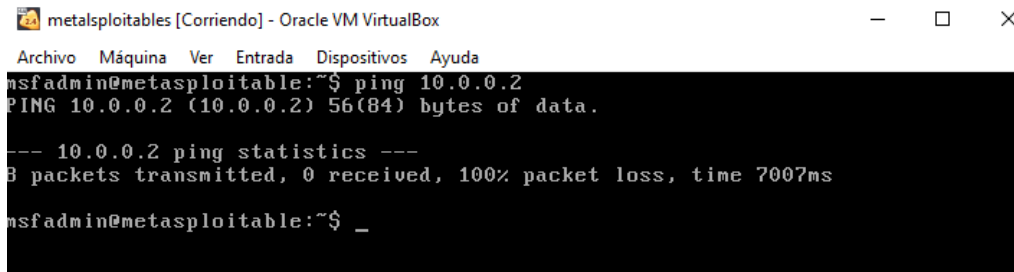 metalsploitables [Corriendo] - Oracle VM VirtualBox
Archivo Máquina Ver Entrada Dispositivos Ayuda
msfadmin@metasploitable:~$ ping 10.0.0.2
PING 10.0.0.2 (10.0.0.2) 56(84) bytes of data.
--- 10.0.0.2 ping statistics ---
8 packets transmitted, 0 received, 100% packet loss, time 7007ms
msfadmin@metasploitable:~$ _